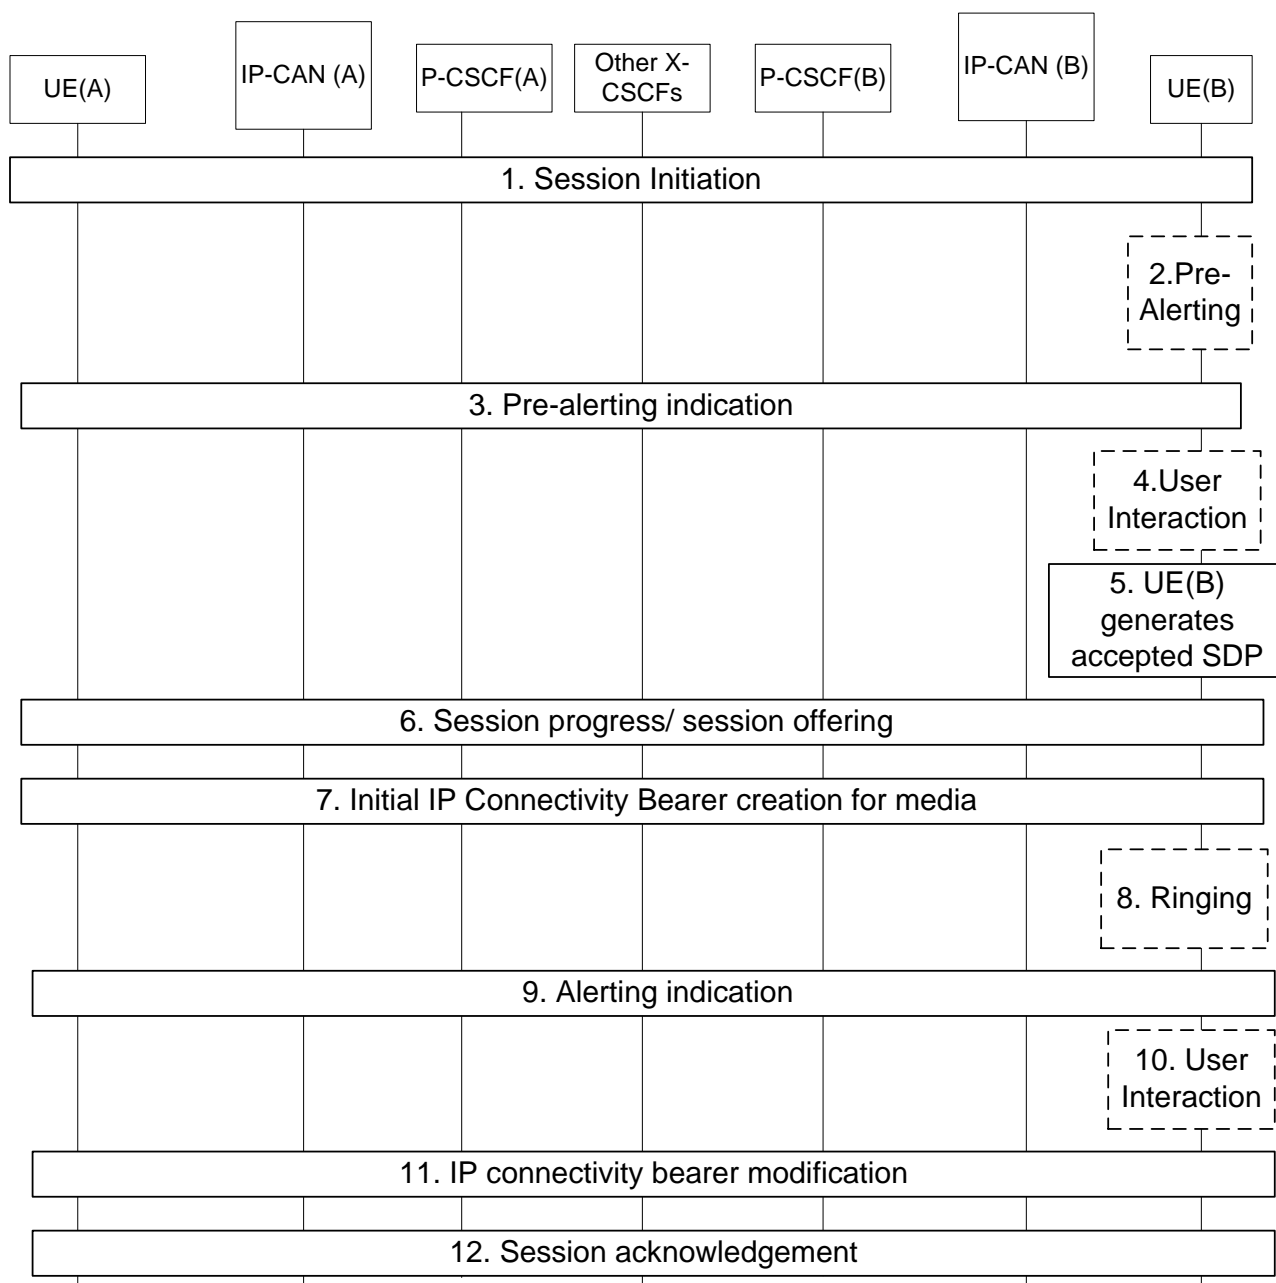 UE(A)
IP-CAN (A)
P-CSCF(A)
Other X-
CSCFs
P-CSCF(B)
IP-CAN (B)
UE(B)
1. Session Initiation
2.Pre-
Alerting
3. Pre-alerting indication
4.User
Interaction
5. UE(B)
generates
accepted SDP
6. Session progress/ session offering
7. Initial IP Connectivity Bearer creation for media
8. Ringing
9. Alerting indication
10. User
Interaction
11. IP connectivity bearer modification
12. Session acknowledgement